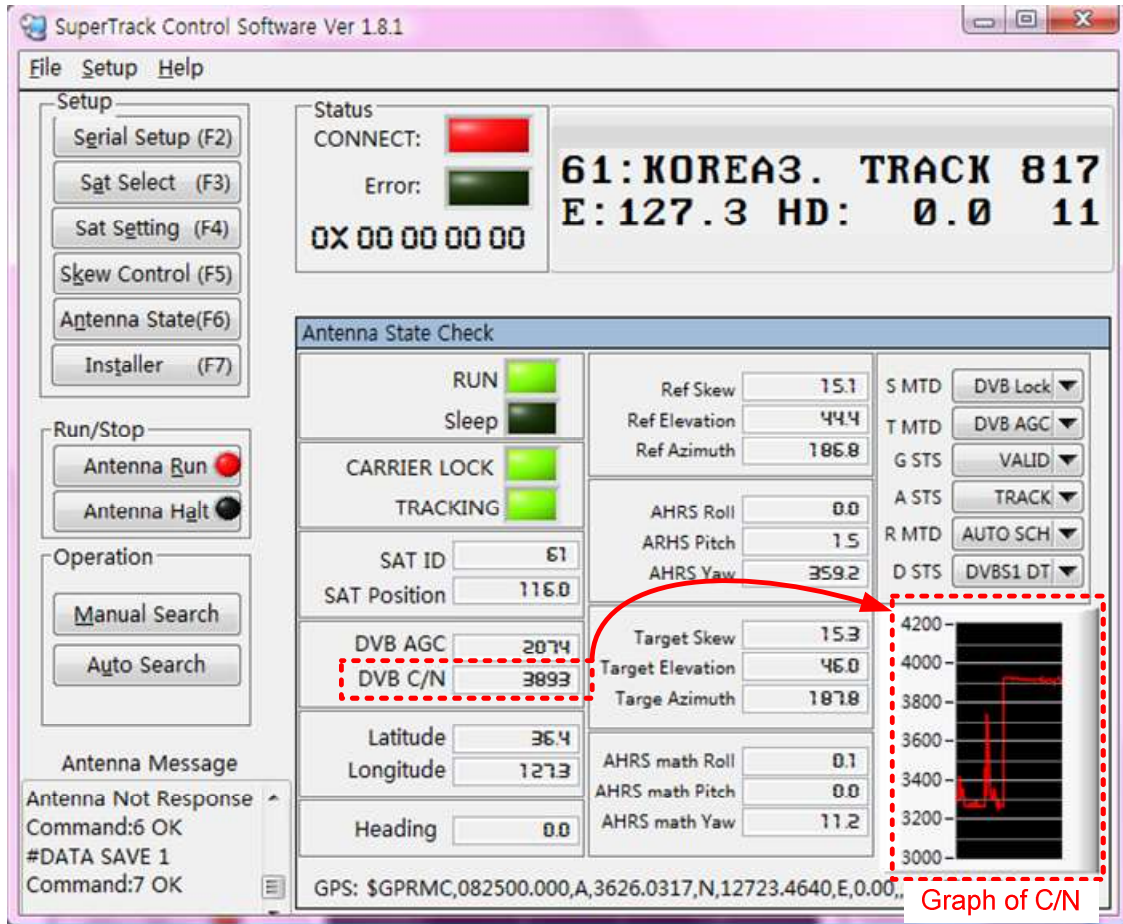 SuperTrack Control Software Ver 1.8.1
File Setup Help
Setup
Serial Setup (F2)
Sat Select (F3)
Sat Setting (F4)
Skew Control (F5)
Antenna State(F6)
Installer (F7)
Run/Stop
Antenna Run
Antenna Halt
Operation
Manual Search
Auto Search
Antenna Message
Antenna Not Response
Command:6 OK
#DATA SAVE 1
Command:7 OK
Status
CONNECT:
Error:
0X 00 00 00 00
61:KOREA3. TRACK 817
E:127.3 HD: 0.0 11
Antenna State Check
RUN
Sleep
CARRIER LOCK
TRACKING
SAT ID 61
SAT Position 116.0
DVB AGC 2074
DVB C/N 3893
Latitude 36.4
Longitude 127.3
Heading 0.0
Ref Skew 15.1
Ref Elevation 44.4
Ref Azimuth 186.8
AHRS Roll 0.0
ARHS Pitch 1.5
AHRS Yaw 359.2
Target Skew 15.3
Target Elevation 46.0
Targe Azimuth 187.8
AHRS math Roll 0.1
AHRS math Pitch 0.0
AHRS math Yaw 11.2
S MTD DVB Lock
T MTD DVB AGC
G STS VALID
A STS TRACK
R MTD AUTO SCH
D STS DVBS1 DT
4200
4000
3800
3600
3400
3200
3000
GPS: $GPRMC,082500.000,A,3626.0317,N,12723.4640,E,0.00,,
Graph of C/N